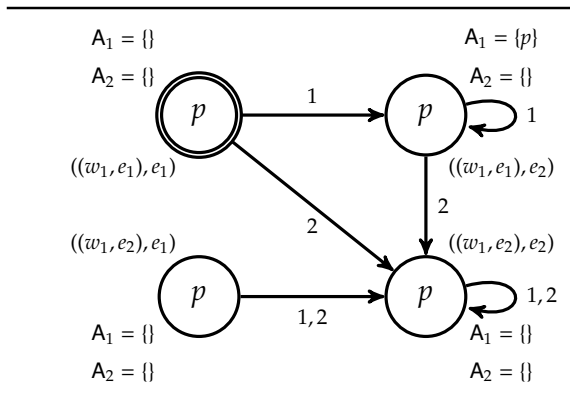 A₁ = {}
A₂ = {}
A₁ = {p}
A₂ = {}
p
1
p
1
((w₁, e₁), e₁)
((w₁, e₁), e₂)
2
2
((w₁, e₂), e₁)
((w₁, e₂), e₂)
p
1, 2
p
1, 2
A₁ = {}
A₂ = {}
A₁ = {}
A₂ = {}